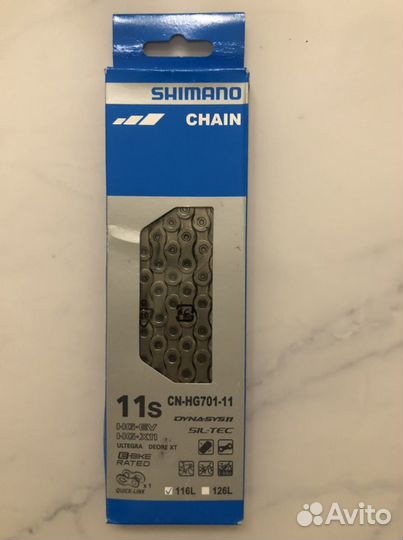 SHIMANO
CHAIN
11s CN-HG701-11
HG-EV DYNA-SYS11
HG-X11 SIL-TEC
ULTEGRA DEORE XT
E-BIKE
RATED
QUICK-LINK x 1
116L 126L
Avito